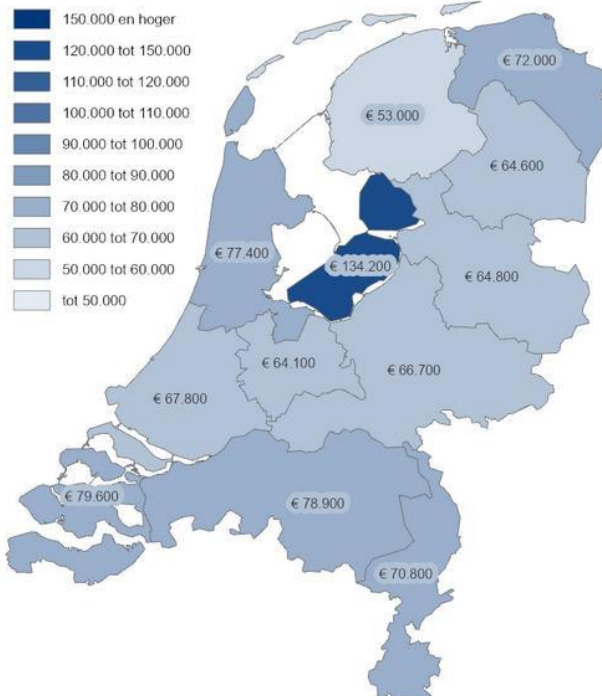 150.000 en hoger
120.000 tot 150.000
110.000 tot 120.000
100.000 tot 110.000
90.000 tot 100.000
80.000 tot 90.000
70.000 tot 80.000
60.000 tot 70.000
50.000 tot 60.000
tot 50.000
€ 72.000
€ 53.000
€ 64.600
€ 77.400
€ 134.200
€ 64.800
€ 64.100
€ 66.700
€ 67.800
€ 79.600
€ 78.900
€ 70.800